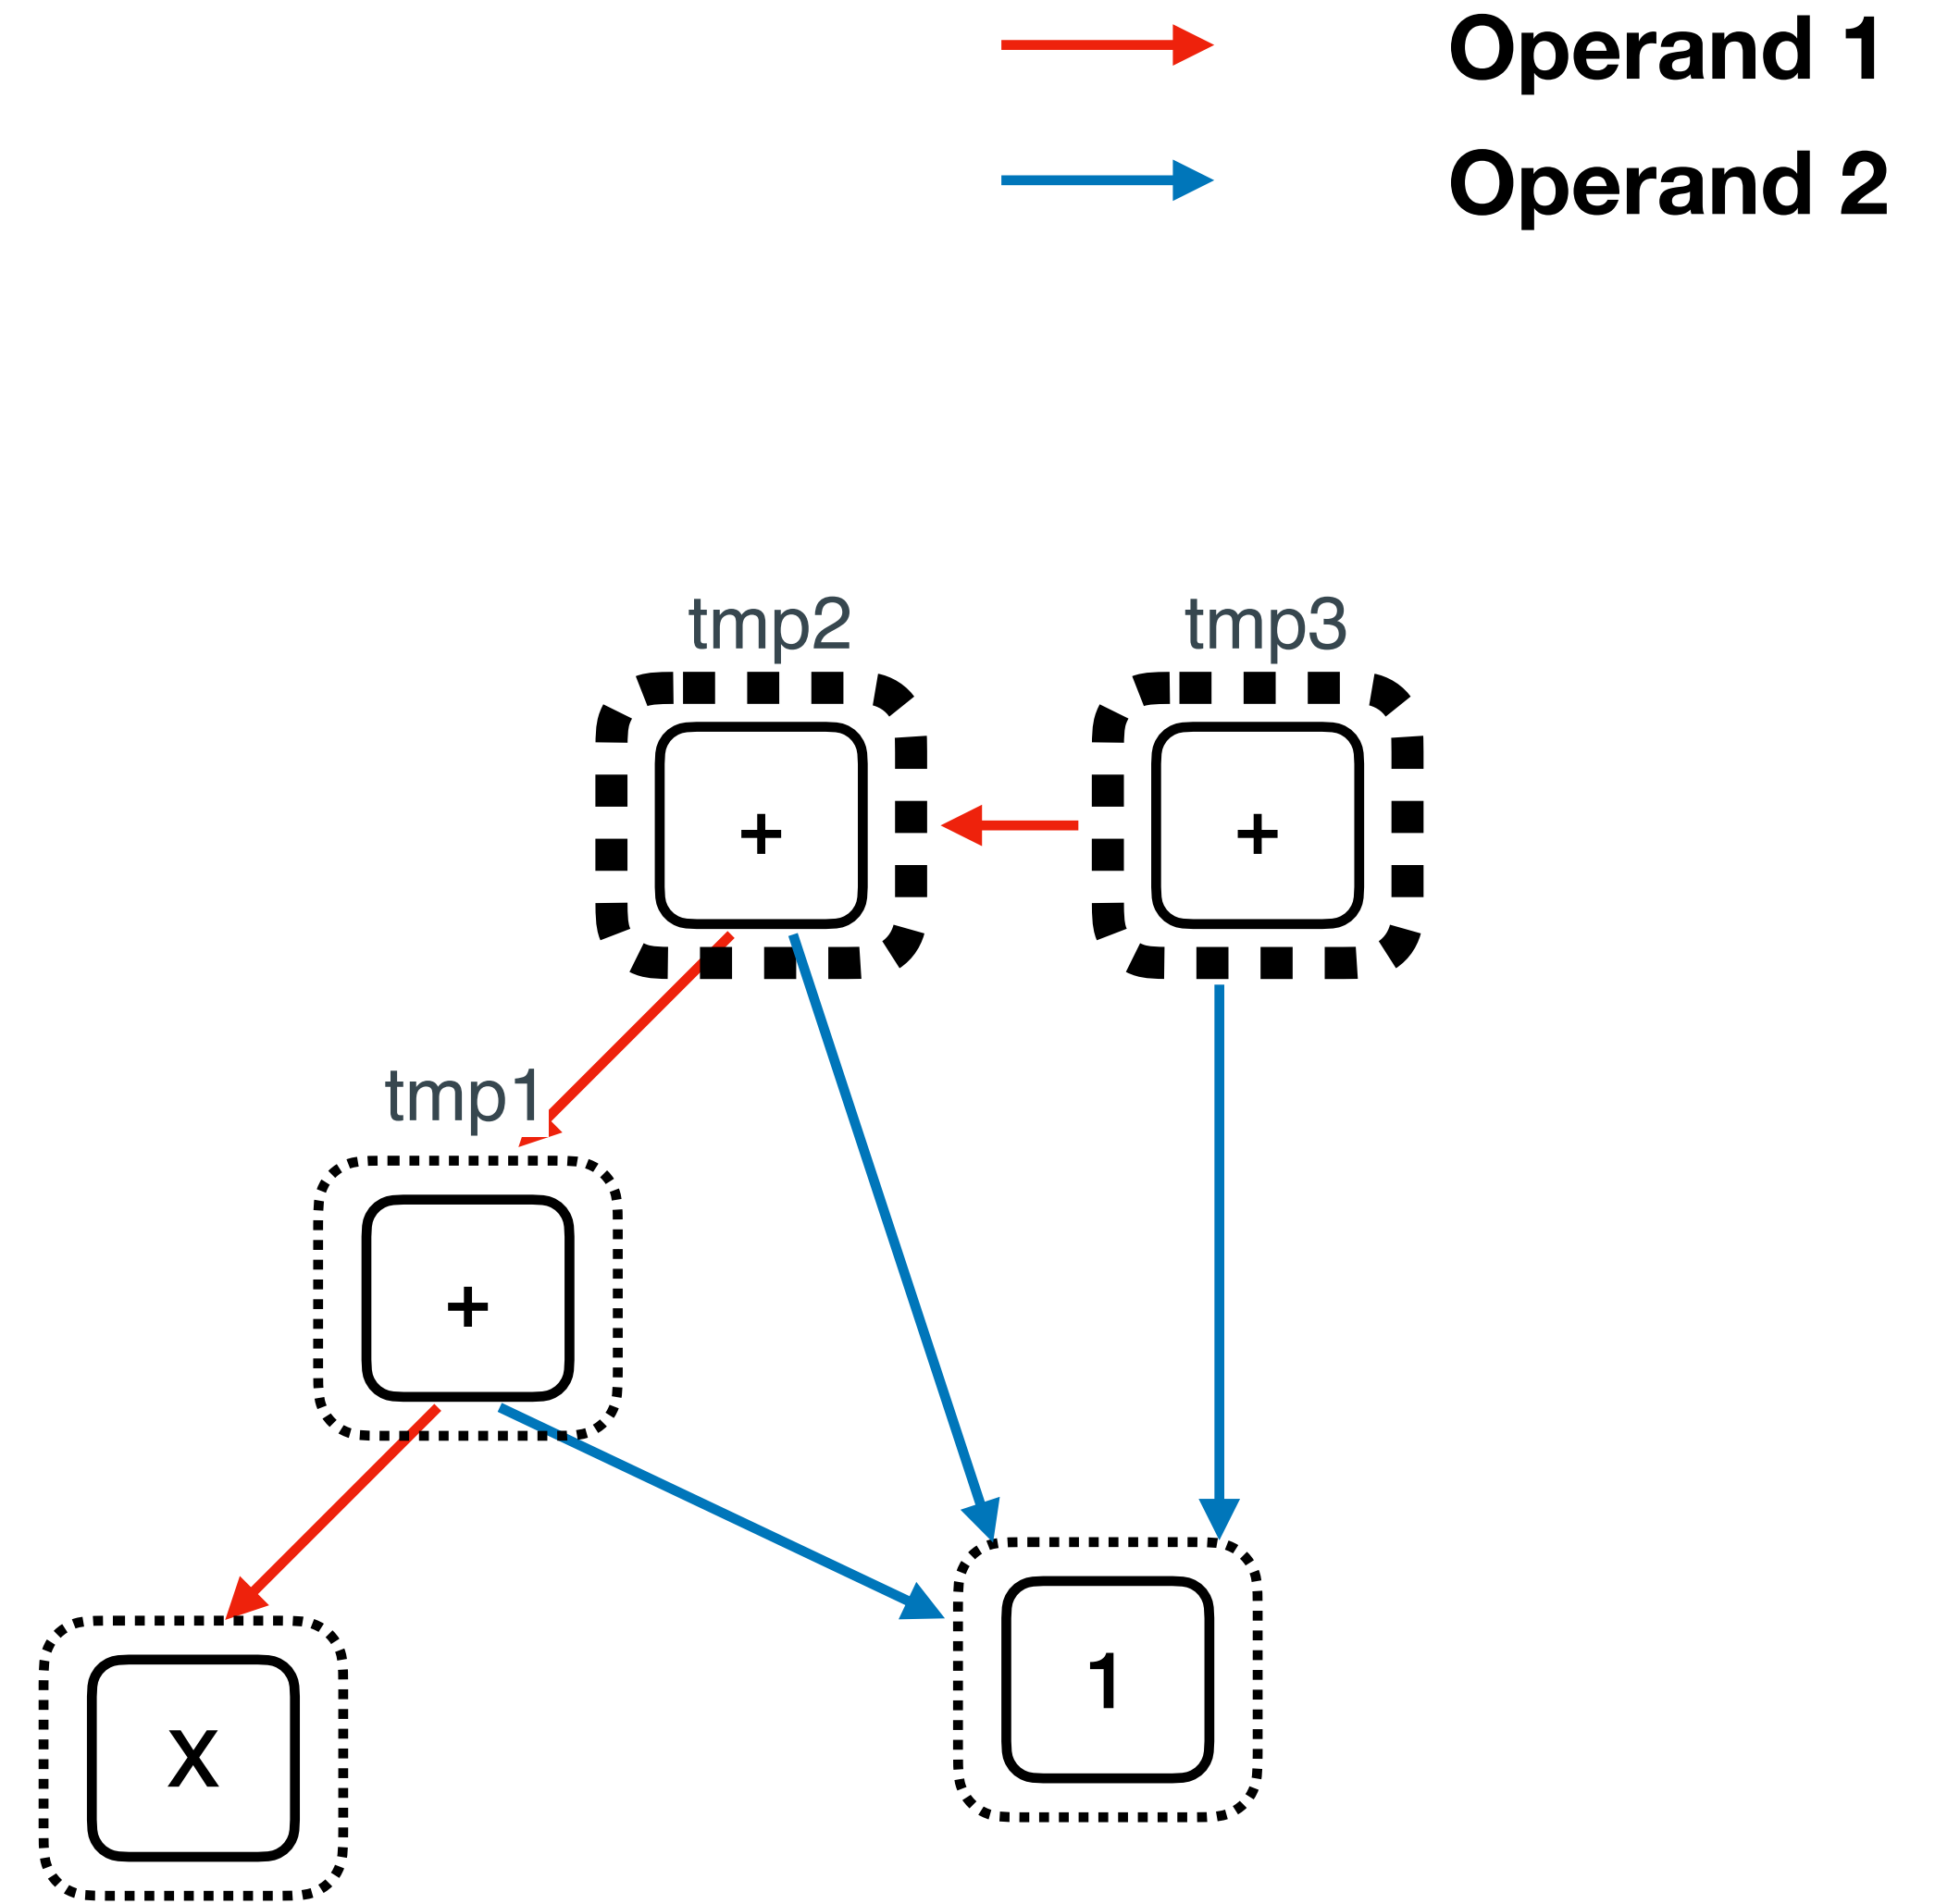 Operand 1
Operand 2
tmp2
tmp3
+
+
tmp1
+
1
X